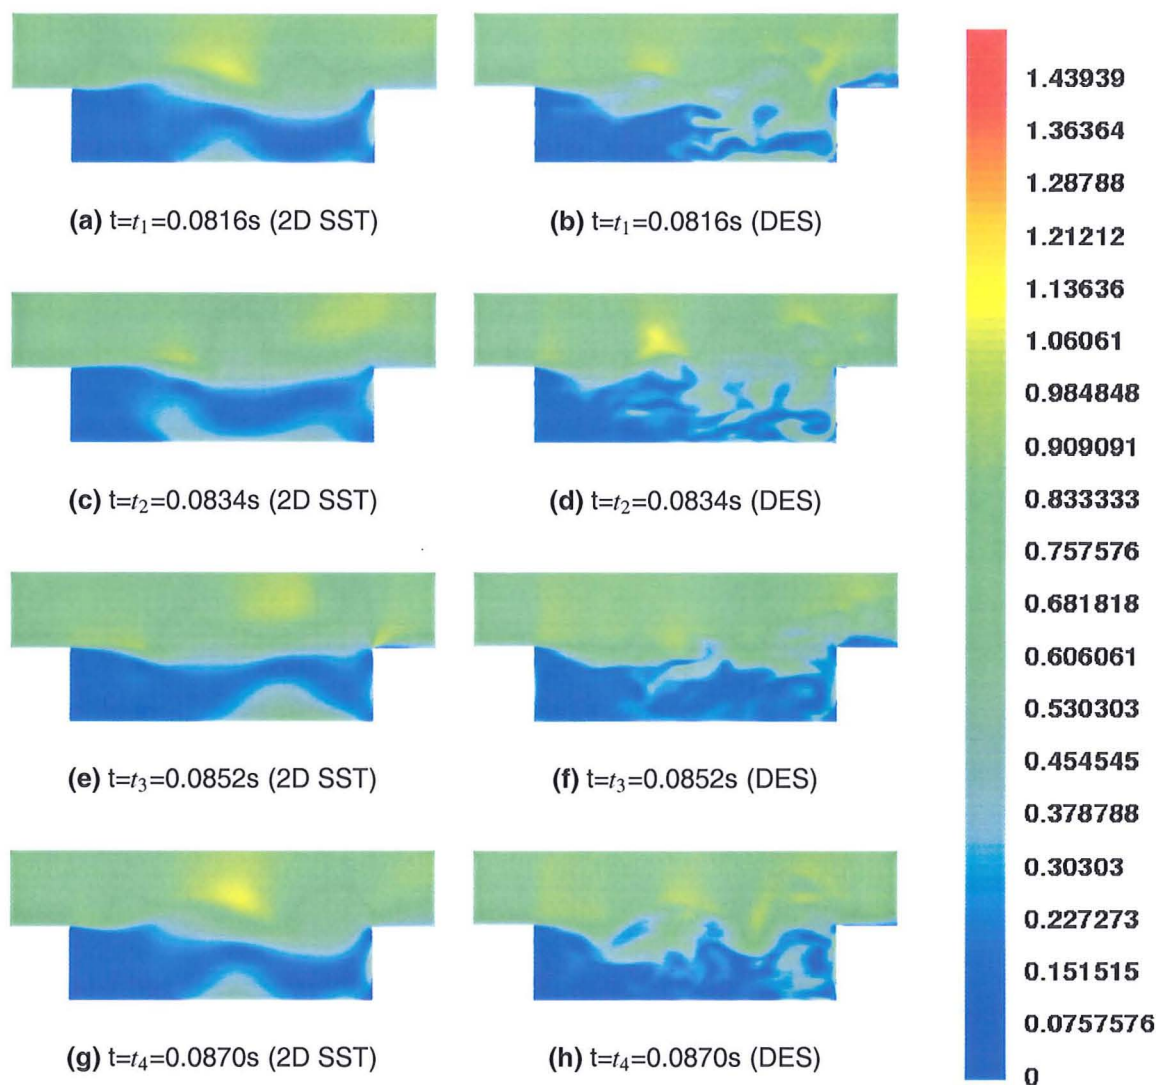 (a) t=t1=0.0816s (2D SST)
(b) t=t1=0.0816s (DES)
(c) t=t2=0.0834s (2D SST)
(d) t=t2=0.0834s (DES)
(e) t=t3=0.0852s (2D SST)
(f) t=t3=0.0852s (DES)
(g) t=t4=0.0870s (2D SST)
(h) t=t4=0.0870s (DES)
1.43939
1.36364
1.28788
1.21212
1.13636
1.06061
0.984848
0.909091
0.833333
0.757576
0.681818
0.606061
0.530303
0.454545
0.378788
0.30303
0.227273
0.151515
0.0757576
0